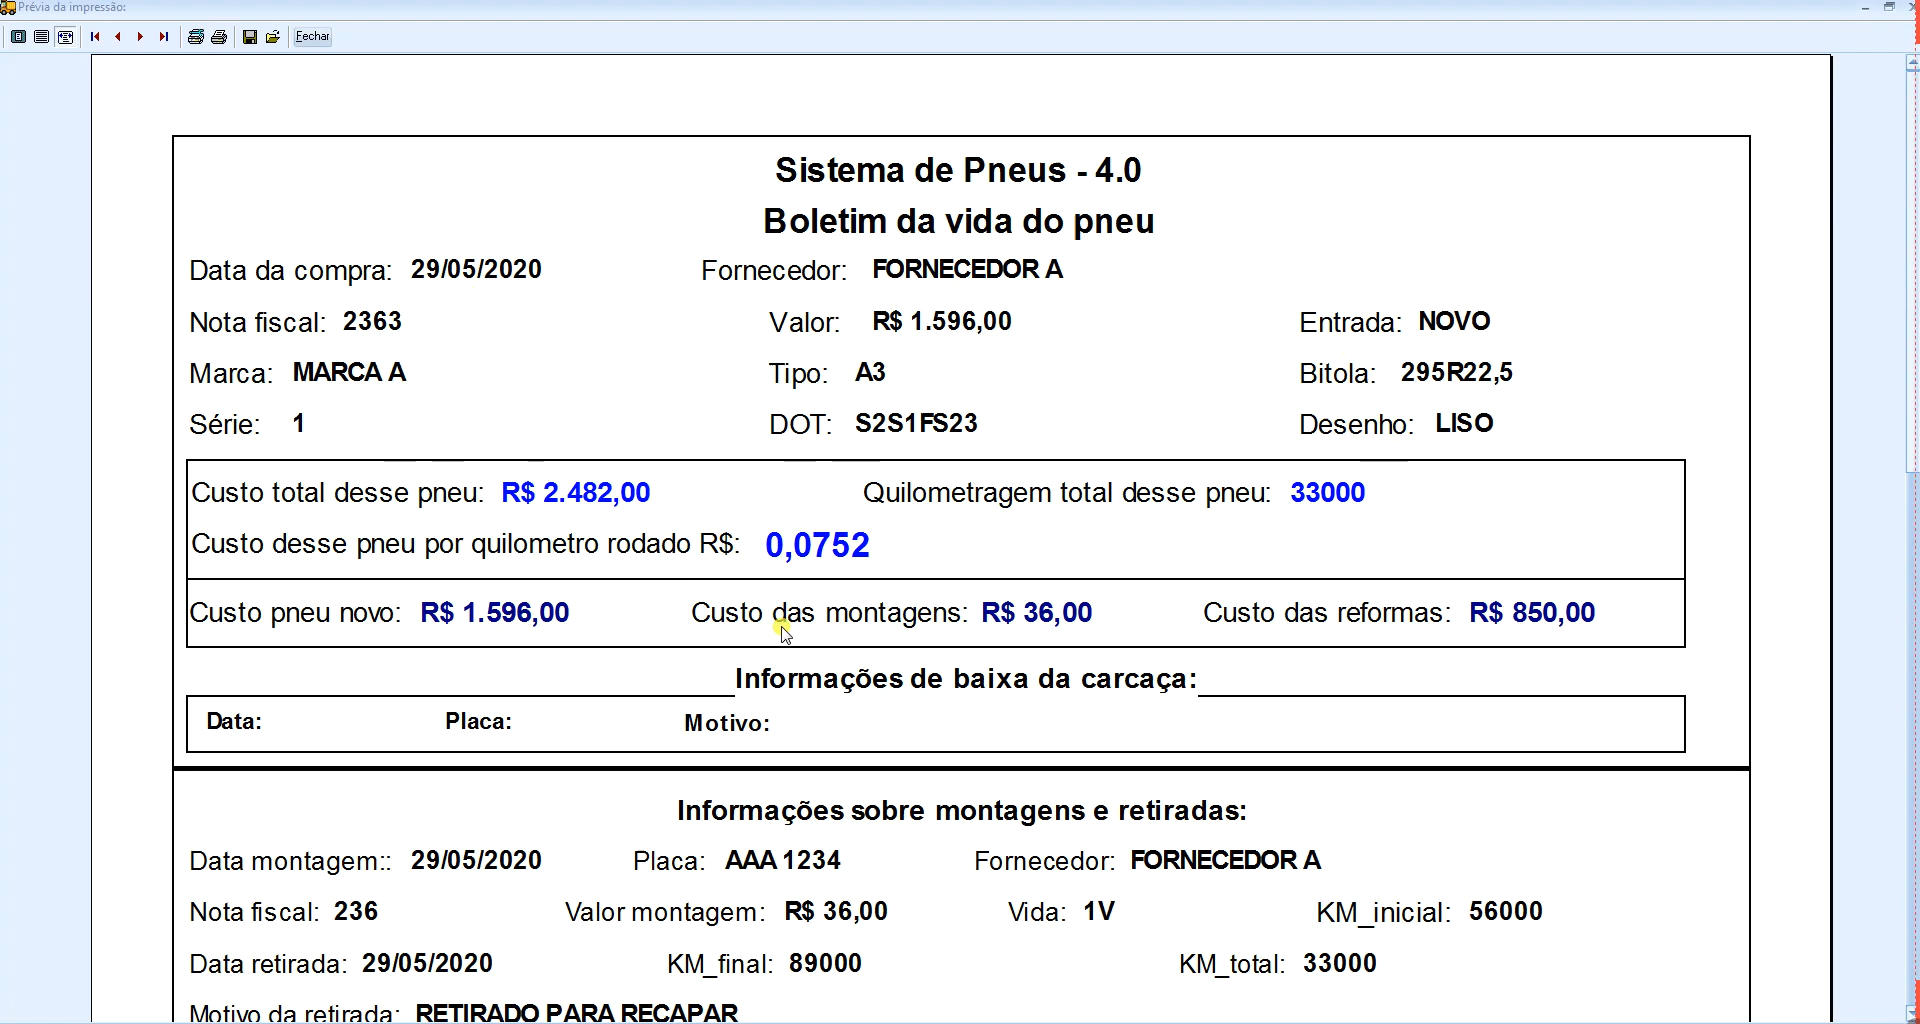 Prévia da impressão:
Fechar
Sistema de Pneus - 4.0
Boletim da vida do pneu
Data da compra: 29/05/2020 Fornecedor: FORNECEDOR A
Nota fiscal: 2363 Valor: R$ 1.596,00 Entrada: NOVO
Marca: MARCA A Tipo: A3 Bitola: 295R22,5
Série: 1 DOT: S2S1FS23 Desenho: LISO
Custo total desse pneu: R$ 2.482,00 Quilometragem total desse pneu: 33000
Custo desse pneu por quilometro rodado R$: 0,0752
Custo pneu novo: R$ 1.596,00 Custo das montagens: R$ 36,00 Custo das reformas: R$ 850,00
Informações de baixa da carcaça:
Data: Placa: Motivo:
Informações sobre montagens e retiradas:
Data montagem:: 29/05/2020 Placa: AAA 1234 Fornecedor: FORNECEDOR A
Nota fiscal: 236 Valor montagem: R$ 36,00 Vida: 1V KM_inicial: 56000
Data retirada: 29/05/2020 KM_final: 89000 KM_total: 33000
Motivo da retirada: RETIRADO PARA RECAPAR